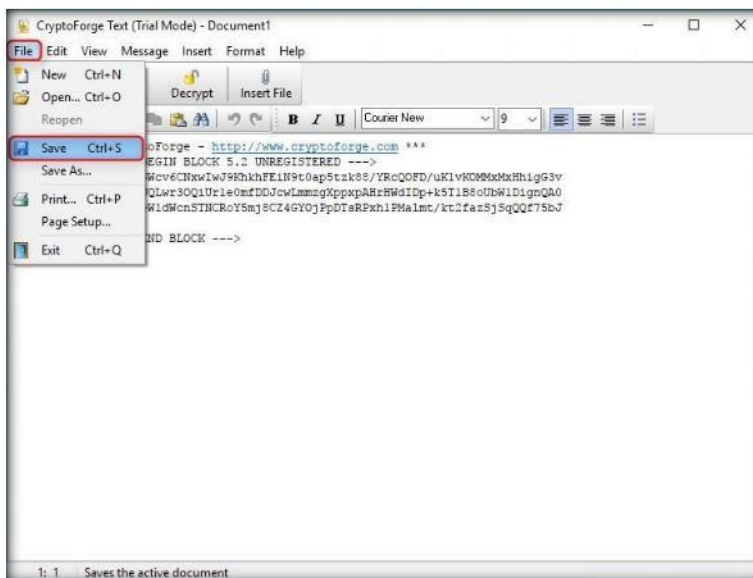 CryptoForge Text (Trial Mode) - Document1
File Edit View Message Insert Format Help
New Ctrl+N
Open... Ctrl+O
Reopen
Save Ctrl+S
Save As...
Print... Ctrl+P
Page Setup...
Exit Ctrl+Q
Decrypt Insert File
B I U Courier New 9
oForge - http://www.cryptoforge.com ***
EGIN BLOCK 5.2 UNREGISTERED --->
ND BLOCK --->
1: 1 Saves the active document